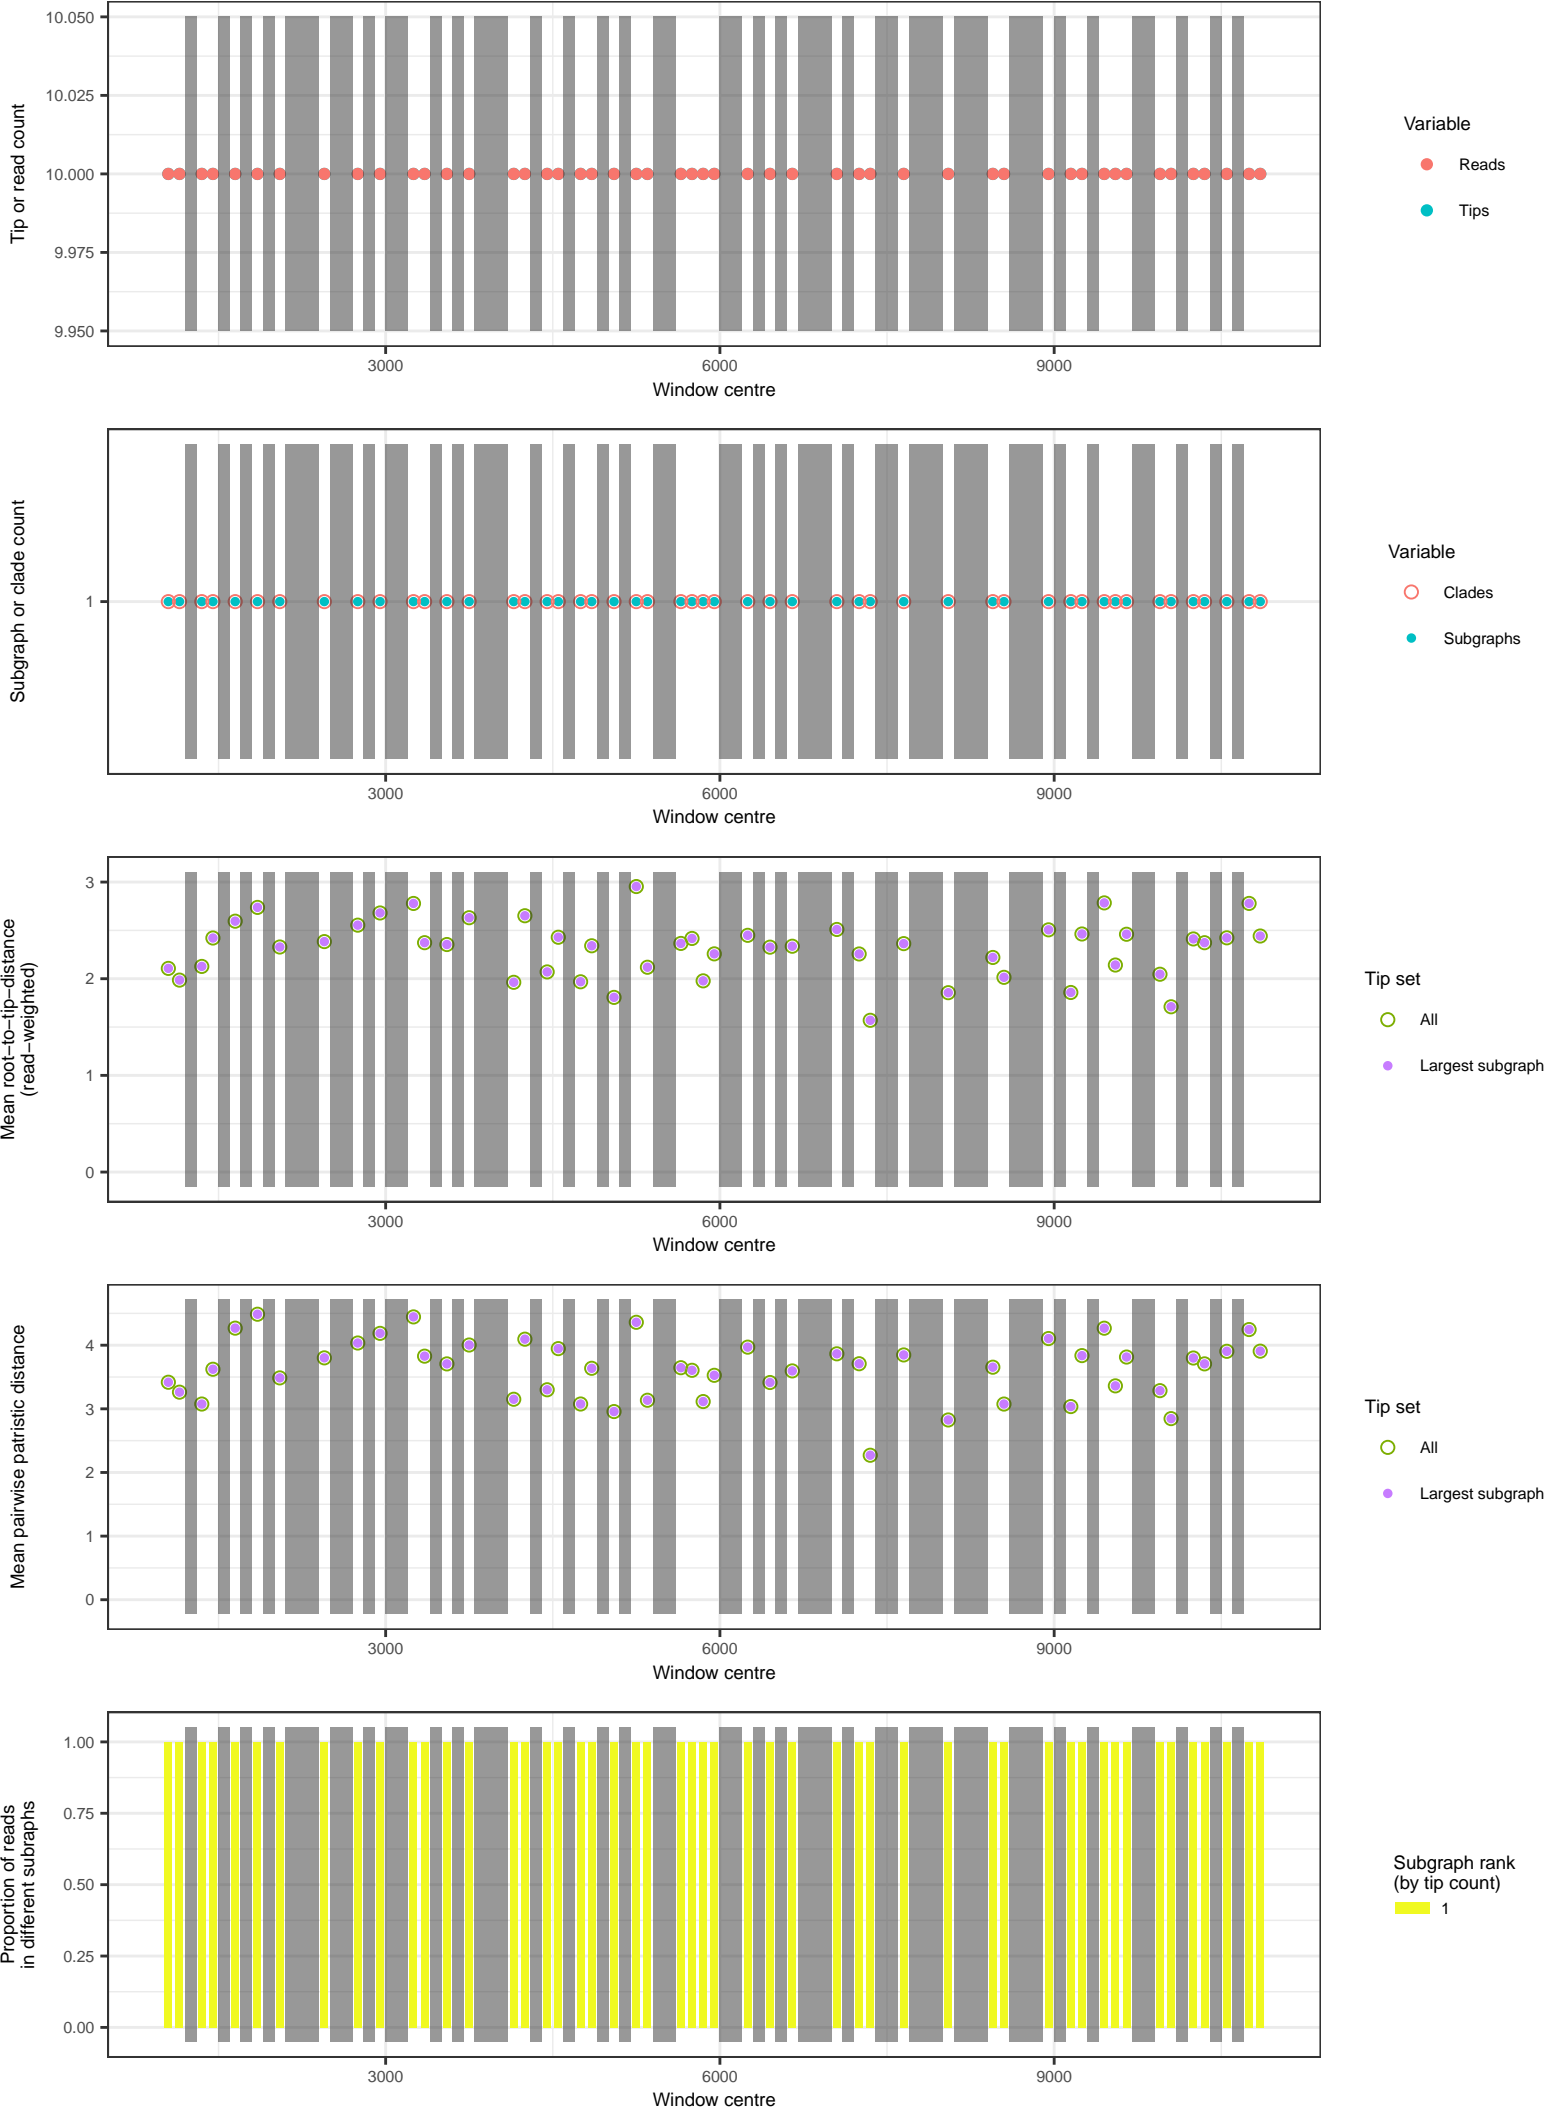 10.050
10.025
10.000
9.975
9.950
Tip or read count
3000
6000
9000
Window centre
Variable
Reads
Tips
1
Subgraph or clade count
3000
6000
9000
Window centre
Variable
Clades
Subgraphs
3
2
1
0
Mean root−to−tip−distance
(read−weighted)
3000
6000
9000
Window centre
Tip set
All
Largest subgraph
4
3
2
1
0
Mean pairwise patristic distance
3000
6000
9000
Window centre
Tip set
All
Largest subgraph
1.00
0.75
0.50
0.25
0.00
Proportion of reads
in different subraphs
3000
6000
9000
Window centre
Subgraph rank
(by tip count)
1